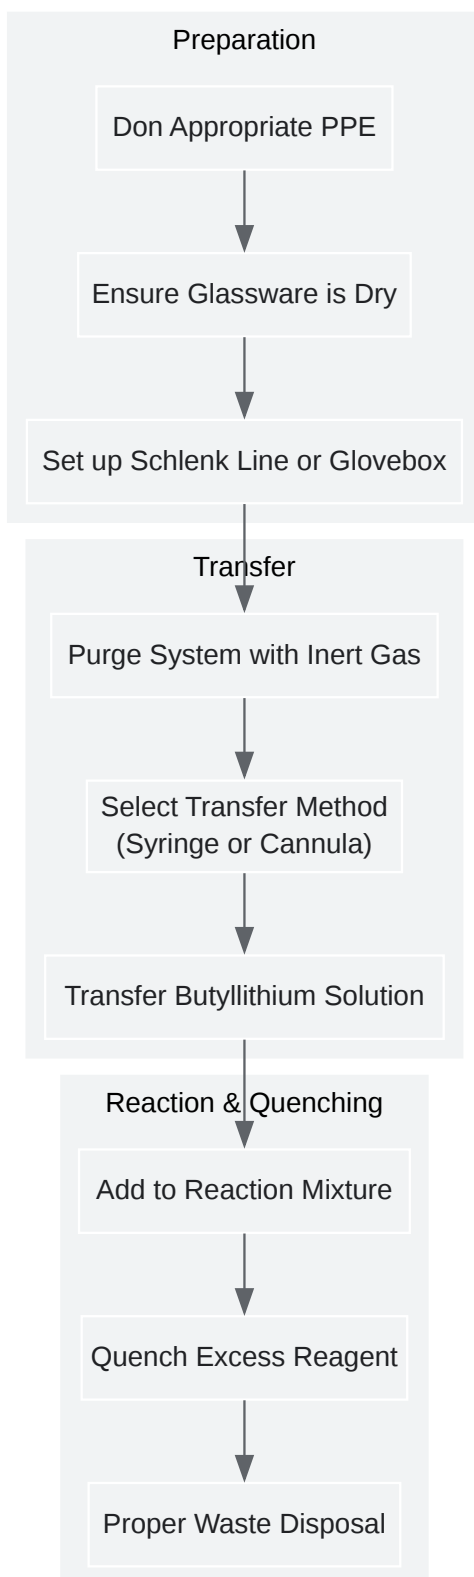 Preparation
Don Appropriate PPE
Ensure Glassware is Dry
Set up Schlenk Line or Glovebox
Transfer
Purge System with Inert Gas
Select Transfer Method
(Syringe or Cannula)
Transfer Butyllithium Solution
Reaction & Quenching
Add to Reaction Mixture
Quench Excess Reagent
Proper Waste Disposal